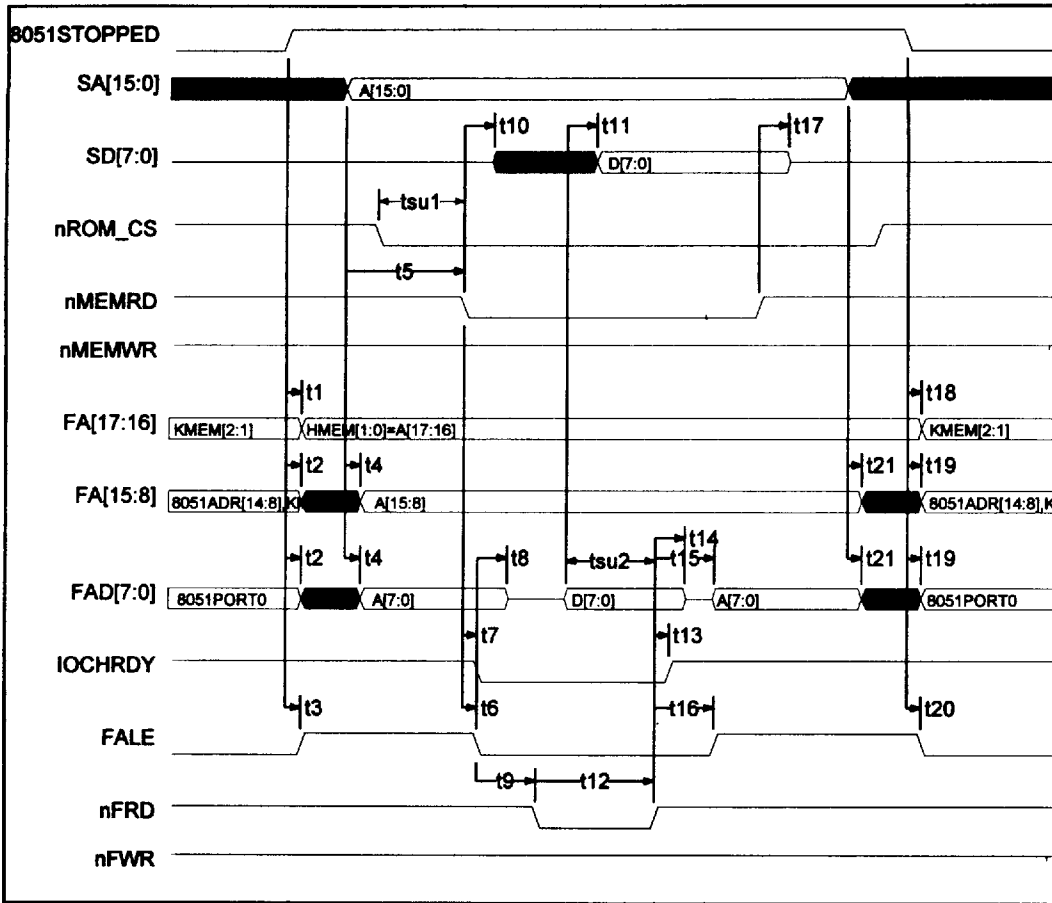 8051STOPPED
SA[15:0] A[15:0]
t10 t11 t17
SD[7:0] D[7:0]
tsu1
nROM_CS
t5
nMEMRD
nMEMWR
t1 t18
FA[17:16] KMEM[2:1] HMEM[1:0]=A[17:16] KMEM[2:1]
t2 t4 t21 t19
FA[15:8] 8051ADR[14:8],K A[15:8] 8051ADR[14:8],K
t14
t2 t4 t8 tsu2 t15 t21 t19
FAD[7:0] 8051PORT0 A[7:0] D[7:0] A[7:0] 8051PORT0
t7 t13
IOCHRDY
t3 t6 t16 t20
FALE
t9 t12
nFRD
nFWR